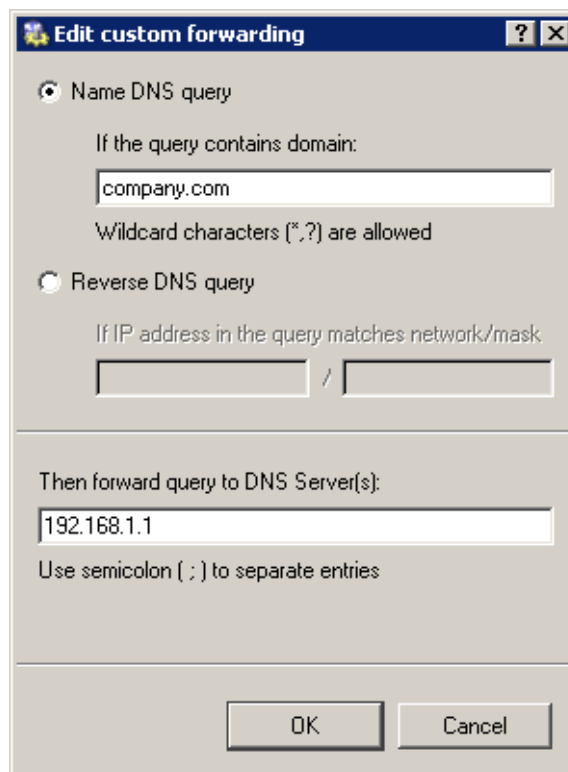 Edit custom forwarding
Name DNS query
If the query contains domain:
company.com
Wildcard characters (*,?) are allowed
Reverse DNS query
If IP address in the query matches network/mask
/
Then forward query to DNS Server(s):
192.168.1.1
Use semicolon ( ; ) to separate entries
OK Cancel